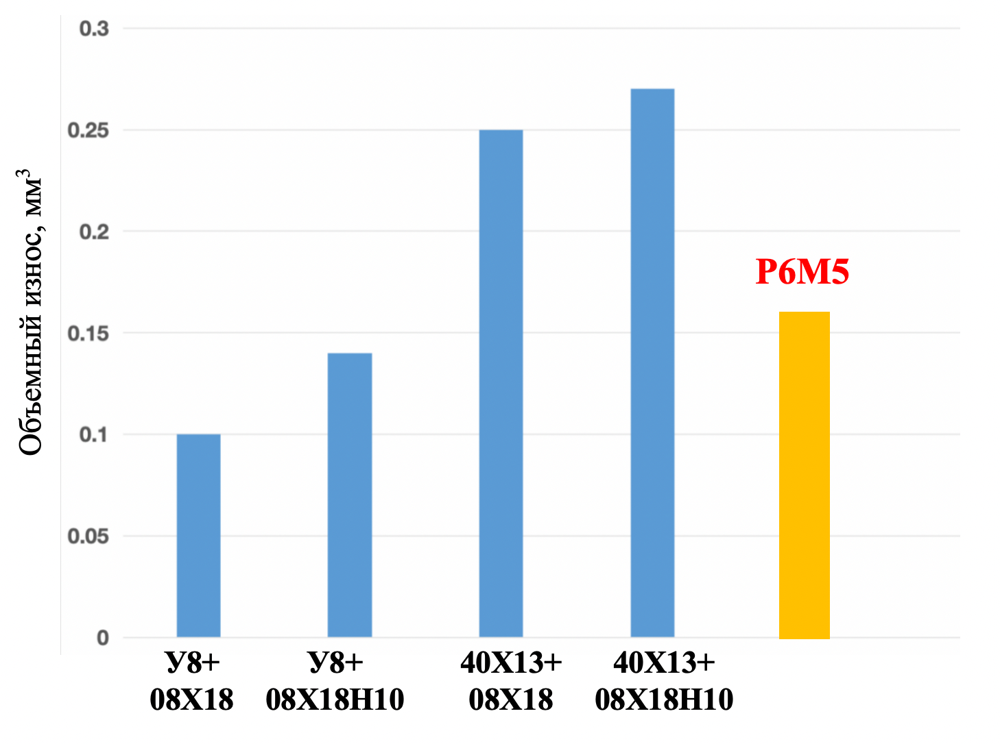 Объемный износ, мм³
0.3
0.25
0.2
0.15
0.1
0.05
0
Р6М5
У8+
08Х18
У8+
08Х18Н10
40Х13+
08Х18
40Х13+
08Х18Н10